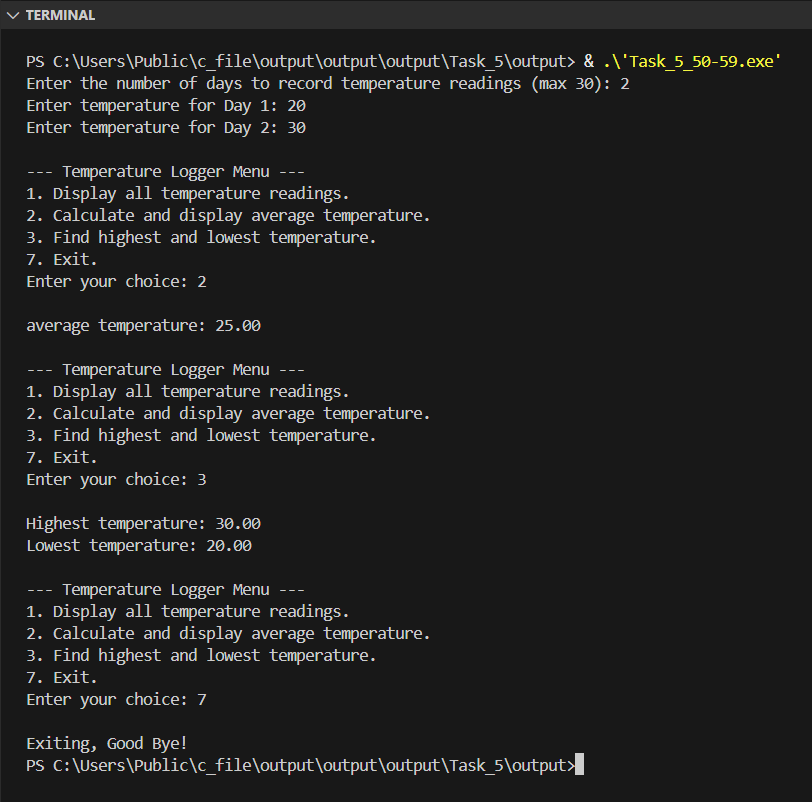 TERMINAL
PS C:\Users\Public\c_file\output\output\output\Task_5\output> & .\'Task_5_50-59.exe'
Enter the number of days to record temperature readings (max 30): 2
Enter temperature for Day 1: 20
Enter temperature for Day 2: 30
--- Temperature Logger Menu ---
1. Display all temperature readings.
2. Calculate and display average temperature.
3. Find highest and lowest temperature.
7. Exit.
Enter your choice: 2
average temperature: 25.00
--- Temperature Logger Menu ---
1. Display all temperature readings.
2. Calculate and display average temperature.
3. Find highest and lowest temperature.
7. Exit.
Enter your choice: 3
Highest temperature: 30.00
Lowest temperature: 20.00
--- Temperature Logger Menu ---
1. Display all temperature readings.
2. Calculate and display average temperature.
3. Find highest and lowest temperature.
7. Exit.
Enter your choice: 7
Exiting, Good Bye!
PS C:\Users\Public\c_file\output\output\output\Task_5\output>